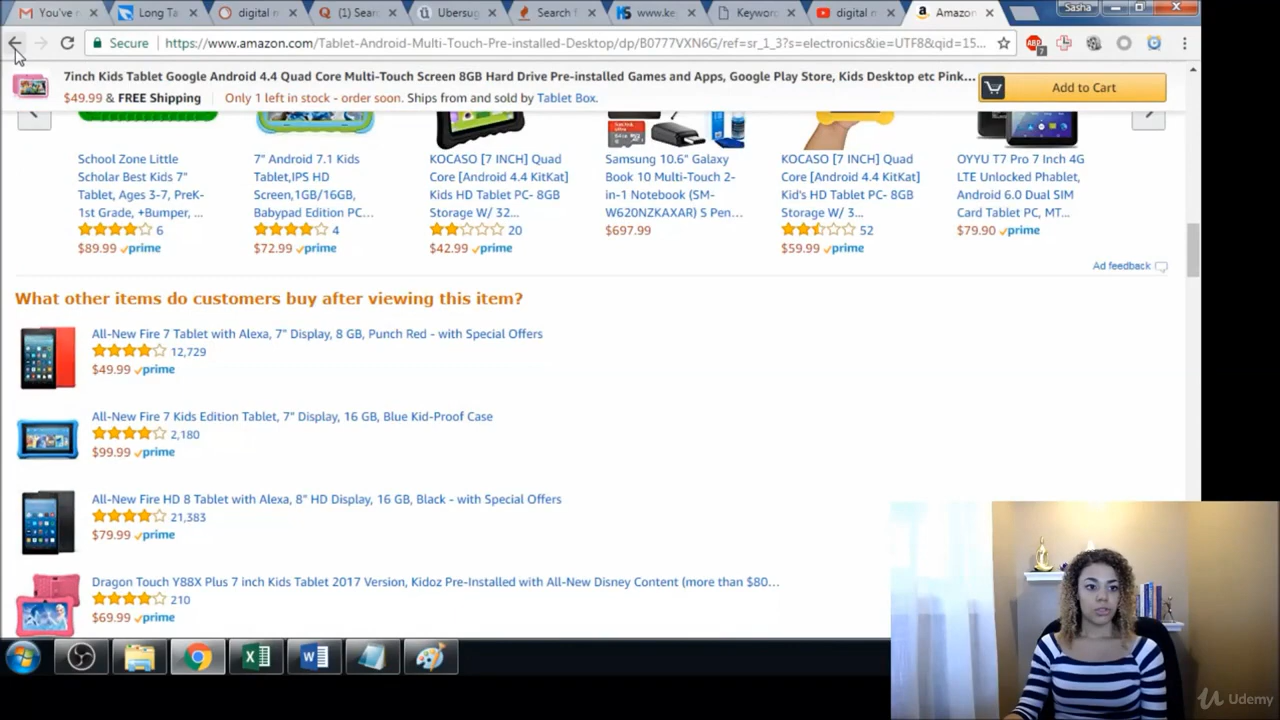 You've
Long Ta
digital
(1) Sear
Ubersu
Search f
www.ke
Keyword
digital m
Amazon
Sasha
Secure
https://www.amazon.com/Tablet-Android-Multi-Touch-Pre-installed-Desktop/dp/B0777VXN6G/ref=sr_1_3?s=electronics&ie=UTF8&qid=15...
7
7inch Kids Tablet Google Android 4.4 Quad Core Multi-Touch Screen 8GB Hard Drive Pre-installed Games and Apps, Google Play Store, Kids Desktop etc Pink...
$49.99 & FREE Shipping
Only 1 left in stock - order soon. Ships from and sold by Tablet Box.
Add to Cart
School Zone Little
Scholar Best Kids 7"
Tablet, Ages 3-7, PreK-
1st Grade, +Bumper, ...
6
$89.99 prime
7" Android 7.1 Kids
Tablet,IPS HD
Screen,1GB/16GB,
Babypad Edition PC...
4
$72.99 prime
KOCASO [7 INCH] Quad
Core [Android 4.4 KitKat]
Kids HD Tablet PC- 8GB
Storage W/ 32...
20
$42.99 prime
Samsung 10.6" Galaxy
Book 10 Multi-Touch 2-
in-1 Notebook (SM-
W620NZKAXAR) S Pen...
$697.99
KOCASO [7 INCH] Quad
Core [Android 4.4 KitKat]
Kid's HD Tablet PC- 8GB
Storage W/ 3...
52
$59.99 prime
OYYU T7 Pro 7 Inch 4G
LTE Unlocked Phablet,
Android 6.0 Dual SIM
Card Tablet PC, MT...
$79.90 prime
Ad feedback
What other items do customers buy after viewing this item?
All-New Fire 7 Tablet with Alexa, 7" Display, 8 GB, Punch Red - with Special Offers
12,729
$49.99 prime
All-New Fire 7 Kids Edition Tablet, 7" Display, 16 GB, Blue Kid-Proof Case
2,180
$99.99 prime
All-New Fire HD 8 Tablet with Alexa, 8" HD Display, 16 GB, Black - with Special Offers
21,383
$79.99 prime
Dragon Touch Y88X Plus 7 inch Kids Tablet 2017 Version, Kidoz Pre-Installed with All-New Disney Content (more than $80...
210
$69.99 prime
Udemy